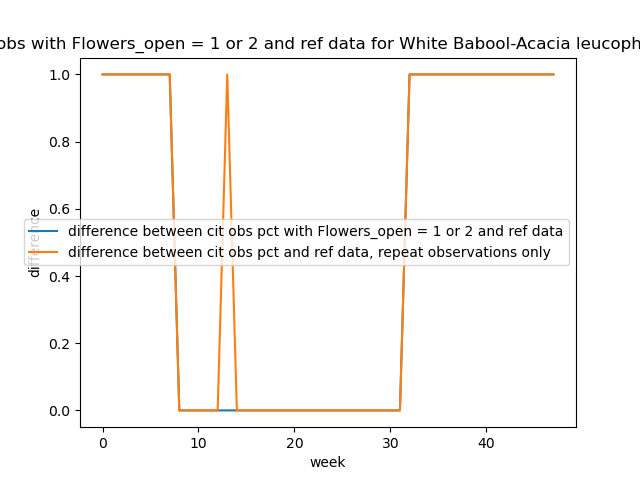 obs with Flowers_open = 1 or 2 and ref data for White Babool-Acacia
1.0
0.8
0.6
0.4
0.2
0.0
difference
difference between cit obs pct with Flowers_open = 1 or 2 and ref data
difference between cit obs pct and ref data, repeat observations only
0 10 20 30 40
week